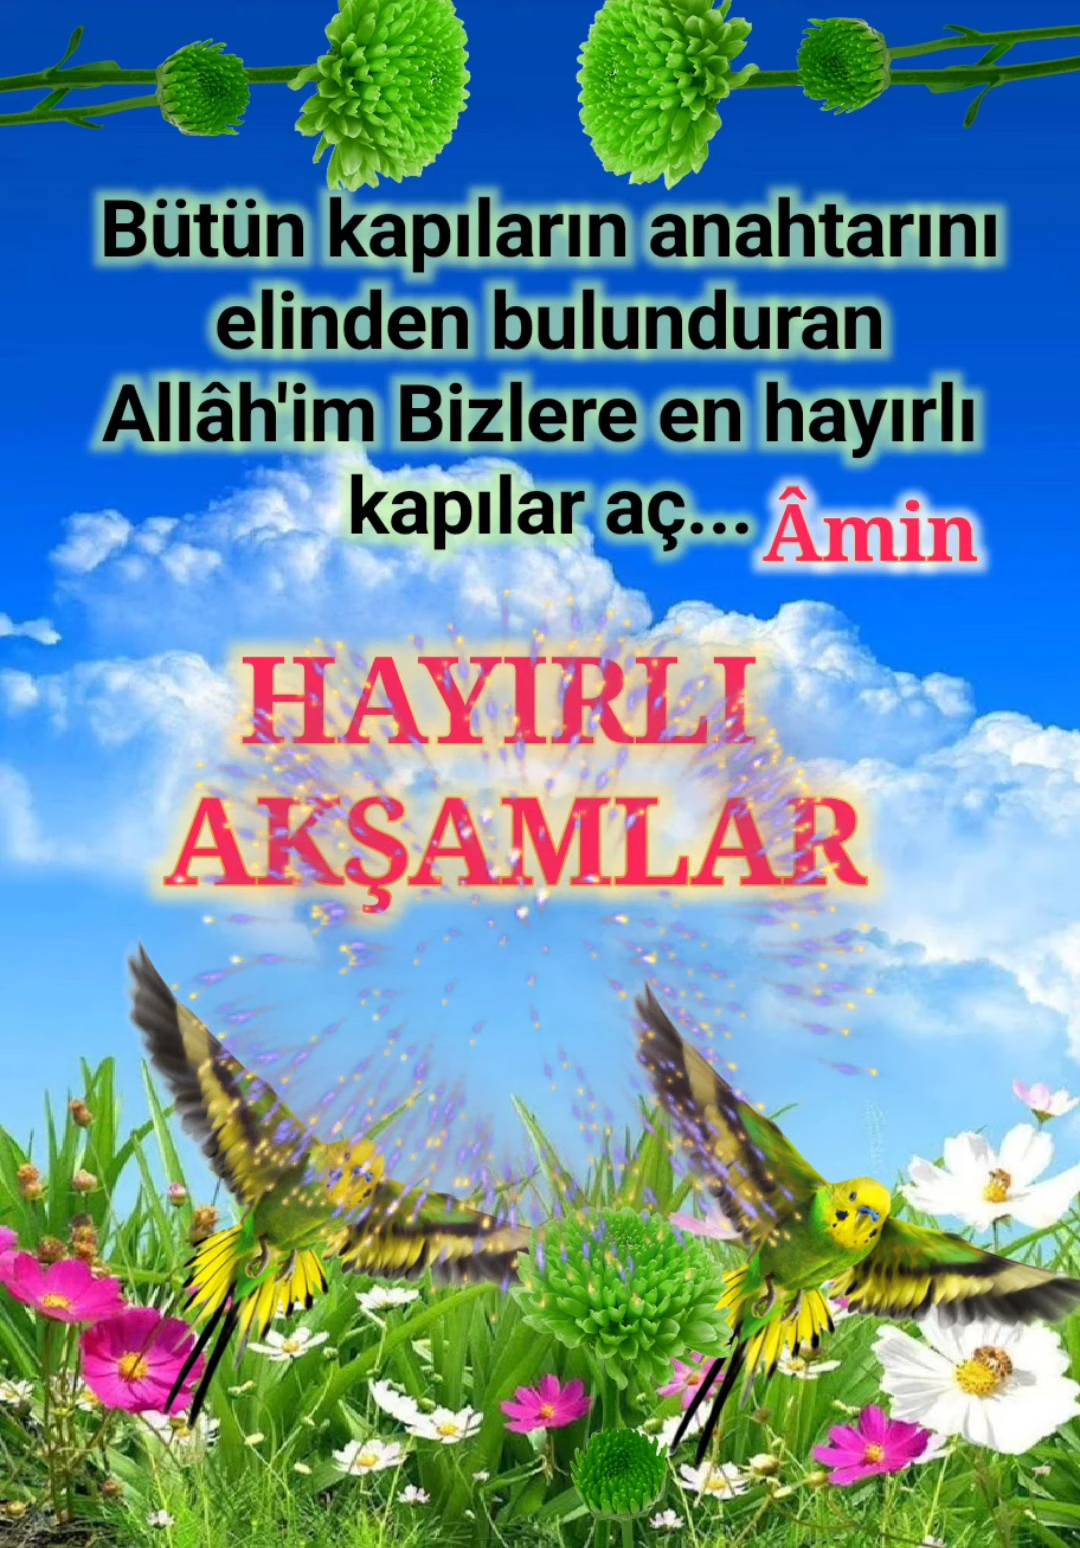 Bütün kapıların anahtarını
elinden bulunduran
Allâh'im Bizlere en hayırlı
kapılar aç... Âmin
HAYIRLI
AKŞAMLAR